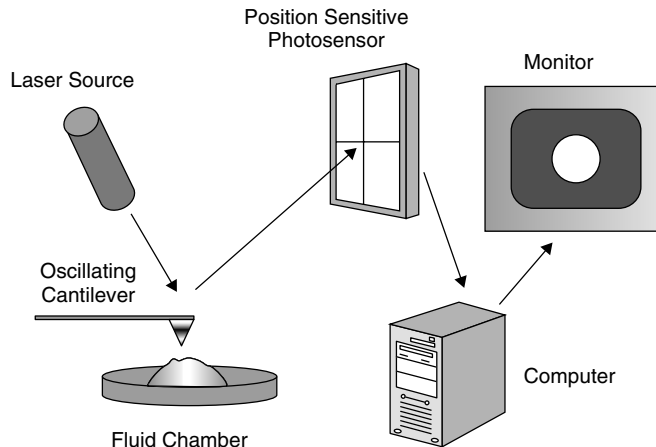 Position Sensitive
Photosensor
Monitor
Laser Source
Oscillating
Cantilever
Computer
Fluid Chamber